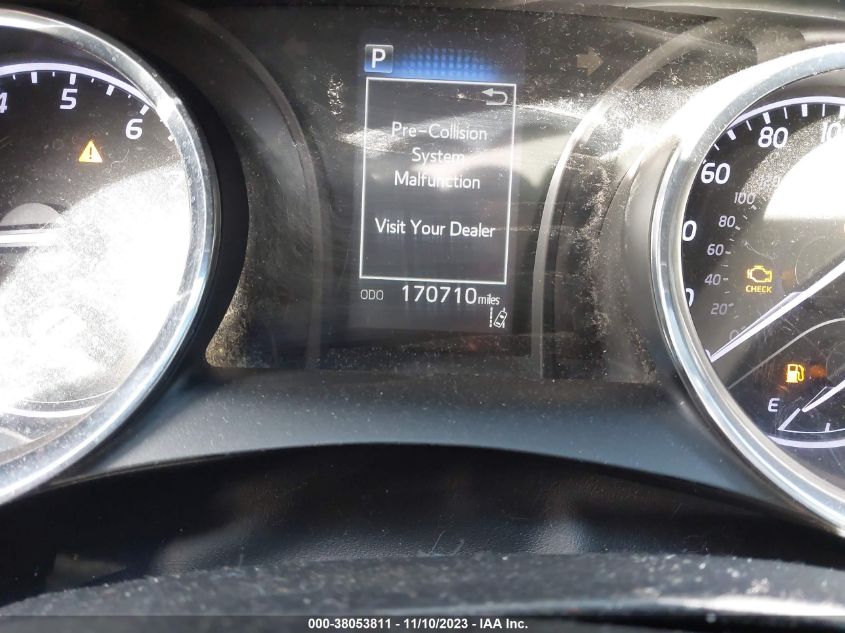 P
4 5 6
Pre-Collision
System
Malfunction
Visit Your Dealer
ODO 170710 miles
60 80
100
80
60
40
20
CHECK
E
000-38053811 - 11/10/2023 - IAA Inc.